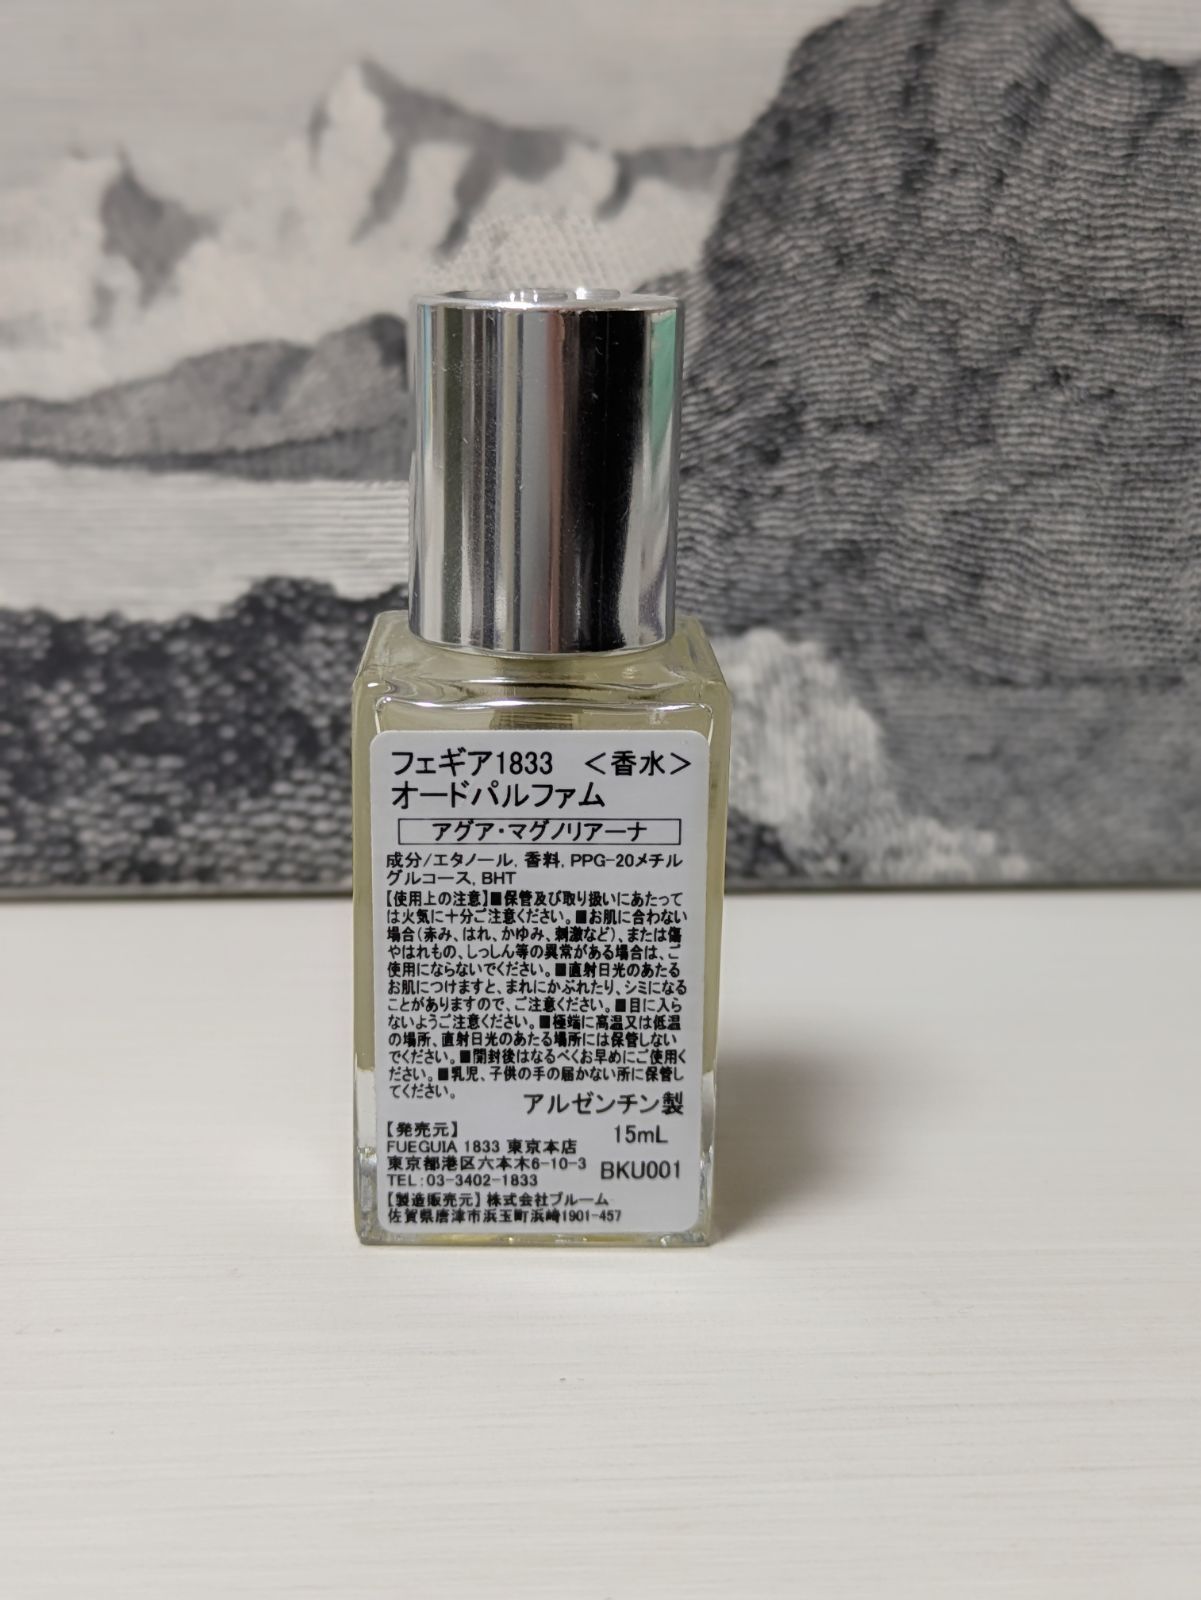 フェギア1833　＜香水＞
オードパルファム
アグア・マグノリアーナ
成分/エタノール, 香料, PPG-20メチル
グルコース, BHT
【使用上の注意】■保管及び取り扱いにあたって
は火気に十分ご注意ください。■お肌に合わない
場合(赤み、はれ、かゆみ、刺激など)、または傷
やはれもの、しっしん等の異常がある場合は、ご
使用にならないでください。■直射日光のあたる
お肌につけますと、まれにかぶれたり、シミになる
ことがありますので、ご注意ください。■目に入ら
ないようご注意ください。■極端に高温又は低温
の場所、直射日光のあたる場所には保管しない
でください。■開封後はなるべくお早めにご使用く
ださい。■乳児、子供の手の届かない所に保管し
てください。
アルゼンチン製
【発売元】
15mL
FUEGUIA 1833 東京本店
東京都港区六本木6-10-3
BKU001
TEL:03-3402-1833
【製造販売元】株式会社ブルーム
佐賀県唐津市浜玉町浜崎1901-457